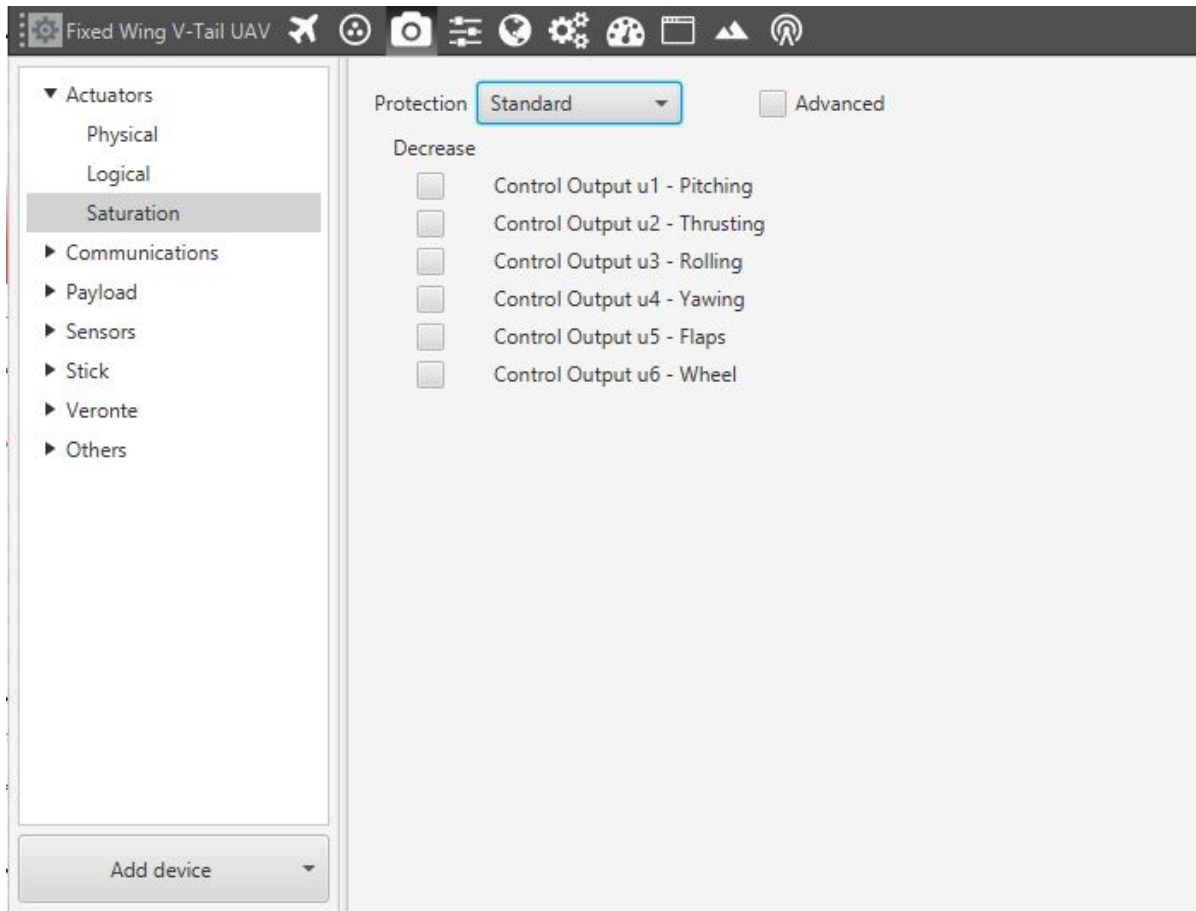 Fixed Wing V-Tail UAV
Actuators
Physical
Logical
Saturation
Communications
Payload
Sensors
Stick
Veronte
Others
Add device
Protection Standard Advanced
Decrease
Control Output u1 - Pitching
Control Output u2 - Thrusting
Control Output u3 - Rolling
Control Output u4 - Yawing
Control Output u5 - Flaps
Control Output u6 - Wheel